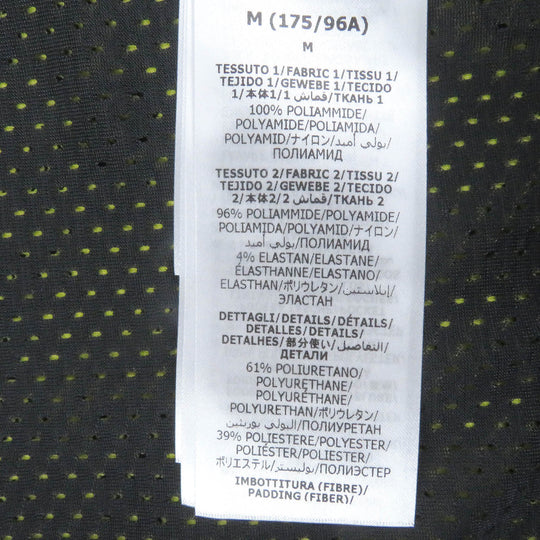 M (175/96A)
M
TESSUTO 1/FABRIC 1/TISSU 1/
TEJIDO 1/GEWEBE 1/TECIDO
1/本体1/قماش 1/ТКАНЬ 1
100% POLIAMMIDE/
POLYAMIDE/POLIAMIDA/
POLYAMID/ナイロン/بولي أميد/
ПОЛИАМИД
TESSUTO 2/FABRIC 2/TISSU 2/
TEJIDO 2/GEWEBE 2/TECIDO
2/本体2/قماش 2/ТКАНЬ 2
96% POLIAMMIDE/POLYAMIDE/
POLIAMIDA/POLYAMID/ナイロン/
بولي أميد/ПОЛИАМИД
4% ELASTAN/ELASTANE/
ELASTHANNE/ELASTANO/
ELASTHAN/ポリウレタン/إيلاستين/
ЭЛАСТАН
DETTAGLI/DETAILS/DÉTAILS/
DETALLES/DETAILS/
DETALHES/部分使い/التفاصيل/
ДЕТАЛИ
61% POLIURETANO/
POLYURETHANE/
POLYURÉTHANE/
POLYURETHAN/ポリウレタン/
البولي يوريثين/ПОЛИУРЕТАН
39% POLIESTERE/POLYESTER/
POLIÉSTER/POLYESTER/
ポリエステル/بوليستر/ПОЛИЭСТЕР
IMBOTTITURA (FIBRE)/
PADDING (FIBER)/